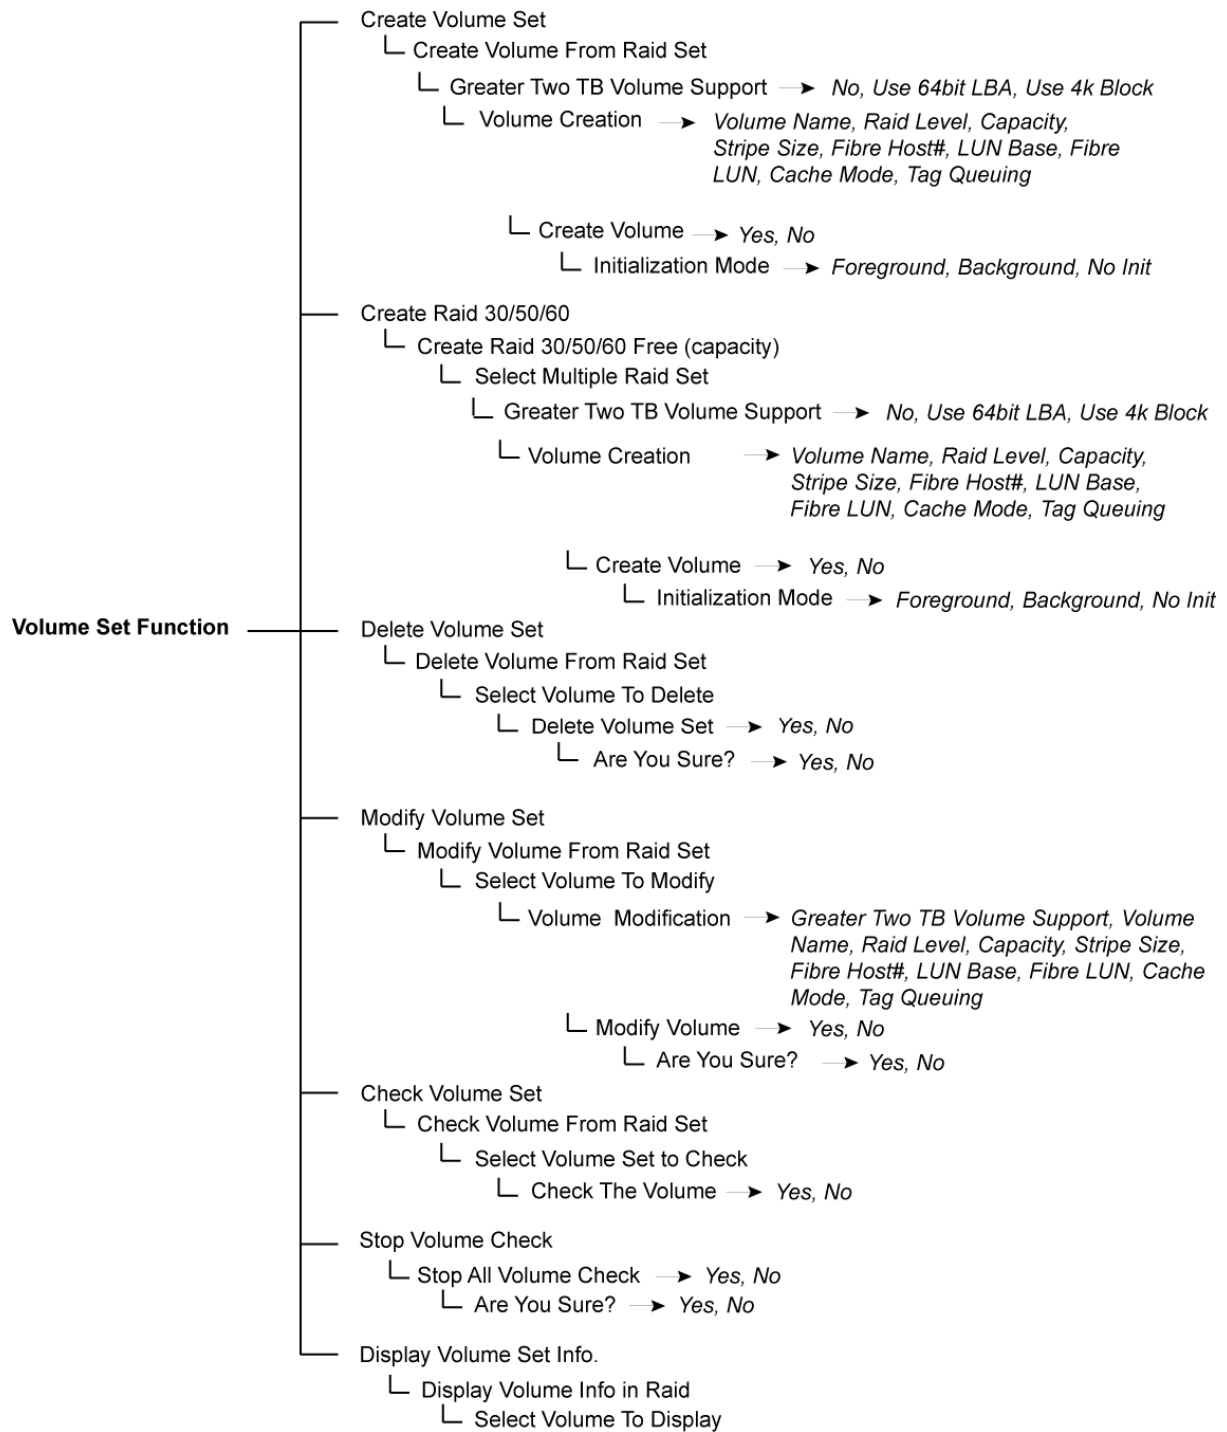 Create Volume Set
Create Volume From Raid Set
Greater Two TB Volume Support No, Use 64bit LBA, Use 4k Block
Volume Creation Volume Name, Raid Level, Capacity,
Stripe Size, Fibre Host#, LUN Base, Fibre
LUN, Cache Mode, Tag Queuing
Create Volume Yes, No
Initialization Mode Foreground, Background, No Init
Create Raid 30/50/60
Create Raid 30/50/60 Free (capacity)
Select Multiple Raid Set
Greater Two TB Volume Support No, Use 64bit LBA, Use 4k Block
Volume Creation Volume Name, Raid Level, Capacity,
Stripe Size, Fibre Host#, LUN Base,
Fibre LUN, Cache Mode, Tag Queuing
Create Volume Yes, No
Initialization Mode Foreground, Background, No Init
Volume Set Function
Delete Volume Set
Delete Volume From Raid Set
Select Volume To Delete
Delete Volume Set Yes, No
Are You Sure? Yes, No
Modify Volume Set
Modify Volume From Raid Set
Select Volume To Modify
Volume Modification Greater Two TB Volume Support, Volume
Name, Raid Level, Capacity, Stripe Size,
Fibre Host#, LUN Base, Fibre LUN, Cache
Mode, Tag Queuing
Modify Volume Yes, No
Are You Sure? Yes, No
Check Volume Set
Check Volume From Raid Set
Select Volume Set to Check
Check The Volume Yes, No
Stop Volume Check
Stop All Volume Check Yes, No
Are You Sure? Yes, No
Display Volume Set Info.
Display Volume Info in Raid
Select Volume To Display